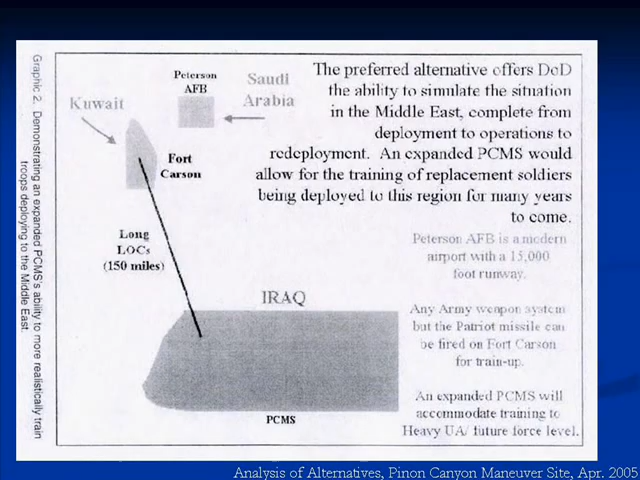 Graphic 2. Demonstrating an expanded PCMS's ability to more realistically train
troops deploying to the Middle East.
Peterson
AFB
Saudi
Arabia
Kuwait
Fort
Carson
Long
LOCs
(150 miles)
IRAQ
PCMS
The preferred alternative offers DoD
the ability to simulate the situation
in the Middle East, complete from
deployment to operations to
redeployment. An expanded PCMS would
allow for the training of replacement soldiers
being deployed to this region for many years
to come.
Peterson AFB is a modern
airport with a 15,000
foot runway.
Any Army weapon system
but the Patriot missile can
be fired on Fort Carson
for train-up.
An expanded PCMS will
accommodate training to
Heavy UA/ future force level.
Analysis of Alternatives, Pinon Canyon Maneuver Site, Apr. 2005